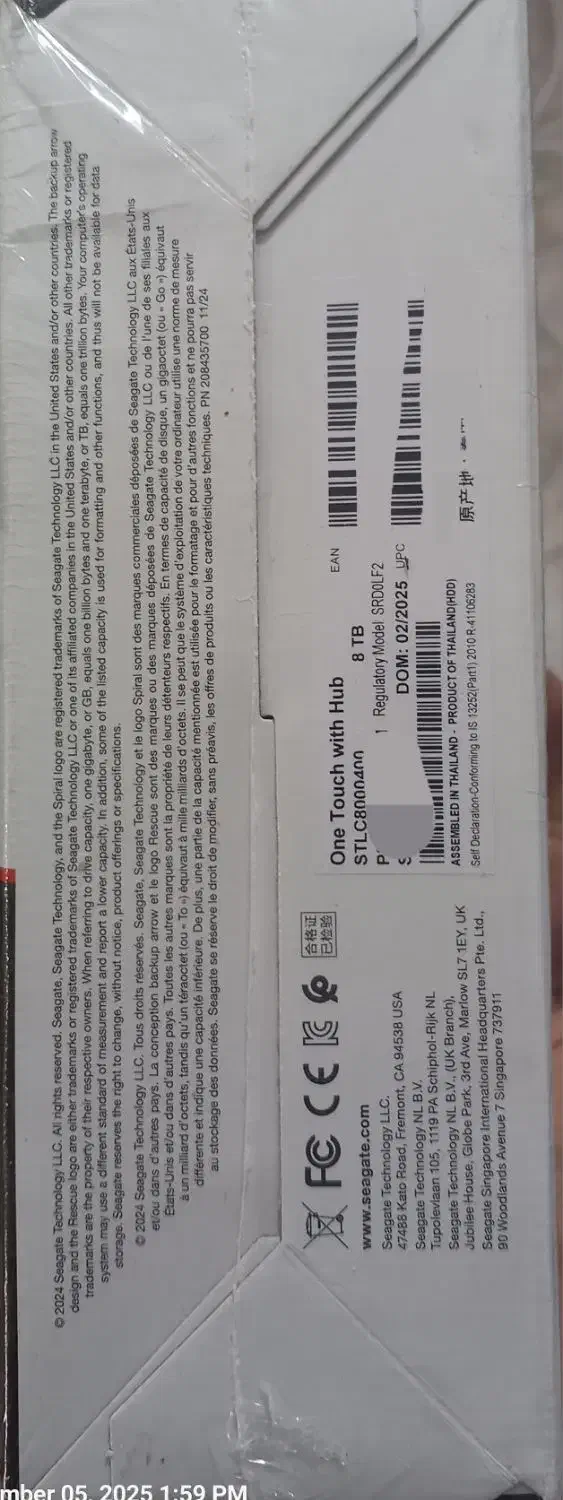 © 2024 Seagate Technology LLC. All rights reserved. Seagate, Seagate Technology, and the Spiral logo are registered trademarks of Seagate Technology LLC in the United States and/or other countries. The backup arrow
design and the Rescue logo are either trademarks or registered trademarks of Seagate Technology LLC or one of its affiliated companies in the United States and/or other countries. All other trademarks or registered
trademarks are the property of their respective owners. When referring to drive capacity, one gigabyte, or GB, equals one billion bytes and one terabyte, or TB, equals one trillion bytes. Your computer's operating
system may use a different standard of measurement and report a lower capacity. In addition, some of the listed capacity is used for formatting and other functions, and thus will not be available for data
storage. Seagate reserves the right to change, without notice, product offerings or specifications.
© 2024 Seagate Technology LLC. Tous droits réservés. Seagate, Seagate Technology et le logo Spiral sont des marques commerciales déposées de Seagate Technology LLC aux États-Unis
et/ou dans d'autres pays. La conception backup arrow et le logo Rescue sont des marques ou des marques déposées de Seagate Technology LLC ou de l'une de ses filiales aux
États-Unis et/ou dans d'autres pays. Toutes les autres marques sont la propriété de leurs détenteurs respectifs. En termes de capacité de disque, un gigaoctet (ou « Go ») équivaut
à un milliard d'octets, tandis qu'un téraoctet (ou « To ») équivaut à mille milliards d'octets. Il se peut que le système d'exploitation de votre ordinateur utilise une norme de mesure
différente et indique une capacité inférieure. De plus, une partie de la capacité mentionnée est utilisée pour le formatage et pour d'autres fonctions et ne pourra pas servir
au stockage des données. Seagate se réserve le droit de modifier, sans préavis, les offres de produits ou les caractéristiques techniques. PN 208435700 11/24
FC CE
合格证
已检验
www.seagate.com
Seagate Technology LLC.
47488 Kato Road, Fremont, CA 94538 USA
Seagate Technology NL B.V.
Tupolevlaan 105, 1119 PA Schiphol-Rijk NL
Seagate Technology NL B.V., (UK Branch),
Jubilee House, Globe Park, 3rd Ave, Marlow SL7 1EY, UK
Seagate Singapore International Headquarters Pte. Ltd.,
90 Woodlands Avenue 7 Singapore 737911
One Touch with Hub
EAN
STLC8000400 8 TB
P 1 Regulatory Model SRD0LF2
S DOM: 02/2025 UPC
ASSEMBLED IN THAILAND - PRODUCT OF THAILAND(HDD)
原产地
Self Declaration-Conforming to IS 13252(Part1) 2010 R-41106283
mber 05, 2025 1:59 PM